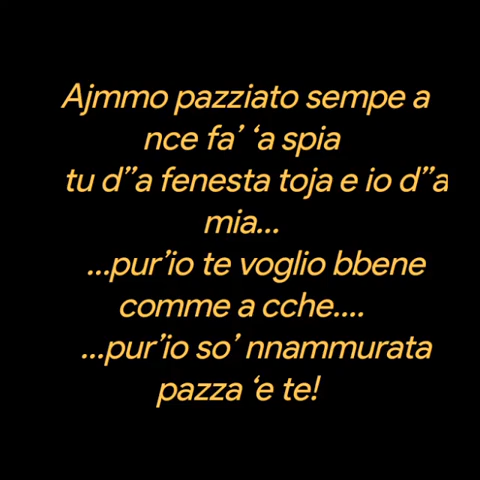 Ajmmo pazziato sempe a
nce fa’ ‘a spia
tu d”a fenesta toja e io d”a
mia...
...pur’io te voglio bbene
comme a cche....
...pur’io so’ nnammurata
pazza ‘e te!